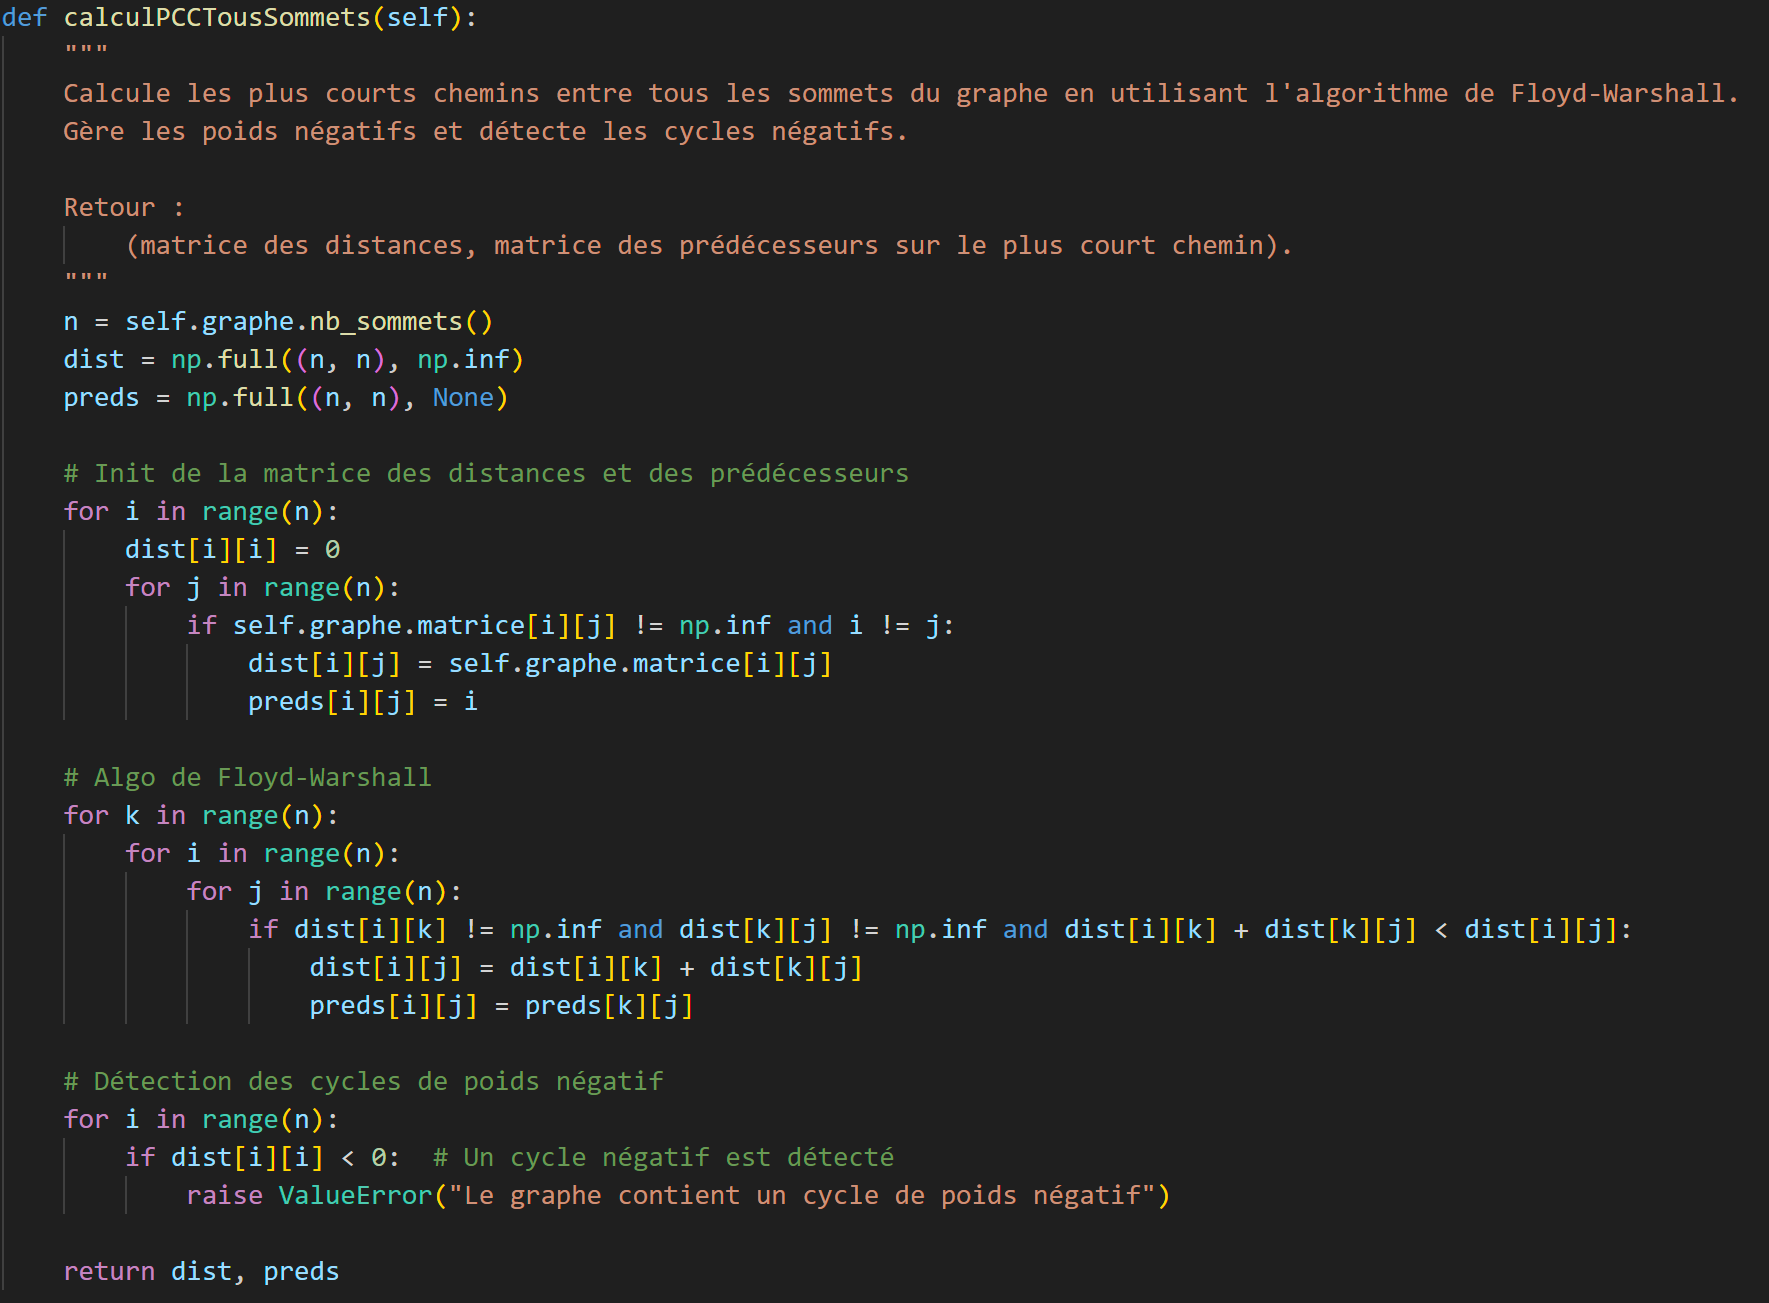 def calculPCCTousSommets(self):
    """
    Calcule les plus courts chemins entre tous les sommets du graphe en utilisant l'algorithme de Floyd-Warshall.
    Gère les poids négatifs et détecte les cycles négatifs.

    Retour :
        (matrice des distances, matrice des prédécesseurs sur le plus court chemin).
    """
    n = self.graphe.nb_sommets()
    dist = np.full((n, n), np.inf)
    preds = np.full((n, n), None)

    # Init de la matrice des distances et des prédécesseurs
    for i in range(n):
        dist[i][i] = 0
        for j in range(n):
            if self.graphe.matrice[i][j] != np.inf and i != j:
                dist[i][j] = self.graphe.matrice[i][j]
                preds[i][j] = i

    # Algo de Floyd-Warshall
    for k in range(n):
        for i in range(n):
            for j in range(n):
                if dist[i][k] != np.inf and dist[k][j] != np.inf and dist[i][k] + dist[k][j] < dist[i][j]:
                    dist[i][j] = dist[i][k] + dist[k][j]
                    preds[i][j] = preds[k][j]

    # Détection des cycles de poids négatif
    for i in range(n):
        if dist[i][i] < 0:  # Un cycle négatif est détecté
            raise ValueError("Le graphe contient un cycle de poids négatif")

    return dist, preds